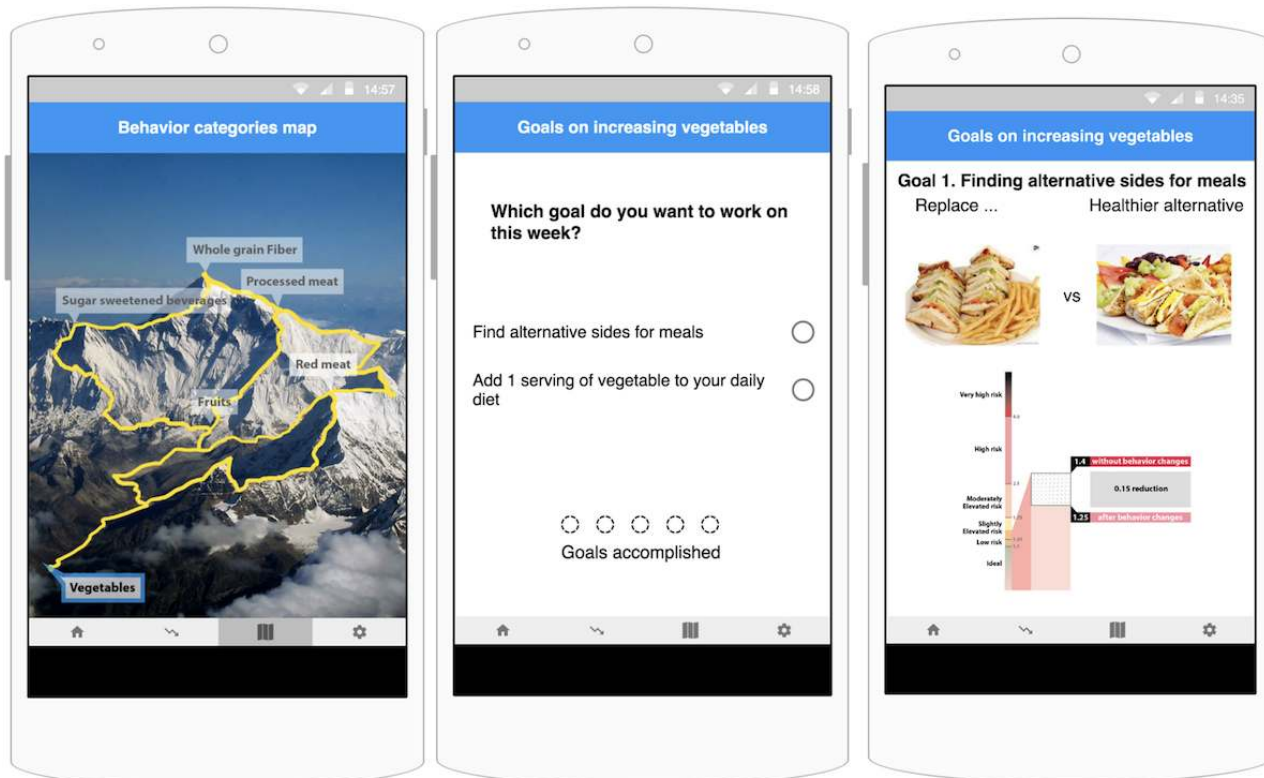 14:57
Behavior categories map
Whole grain Fiber
Processed meat
Sugar sweetened beverages
Red meat
Fruits
Vegetables
14:58
Goals on increasing vegetables
Which goal do you want to work on
this week?
Find alternative sides for meals
Add 1 serving of vegetable to your daily
diet
Goals accomplished
14:35
Goals on increasing vegetables
Goal 1. Finding alternative sides for meals
Replace ...
Healthier alternative
vs
Very high risk
High risk
1.4 without behavior changes
0.15 reduction
Moderately
Elevated risk
1.25 after behavior changes
Slightly
Elevated risk
Low risk
Ideal